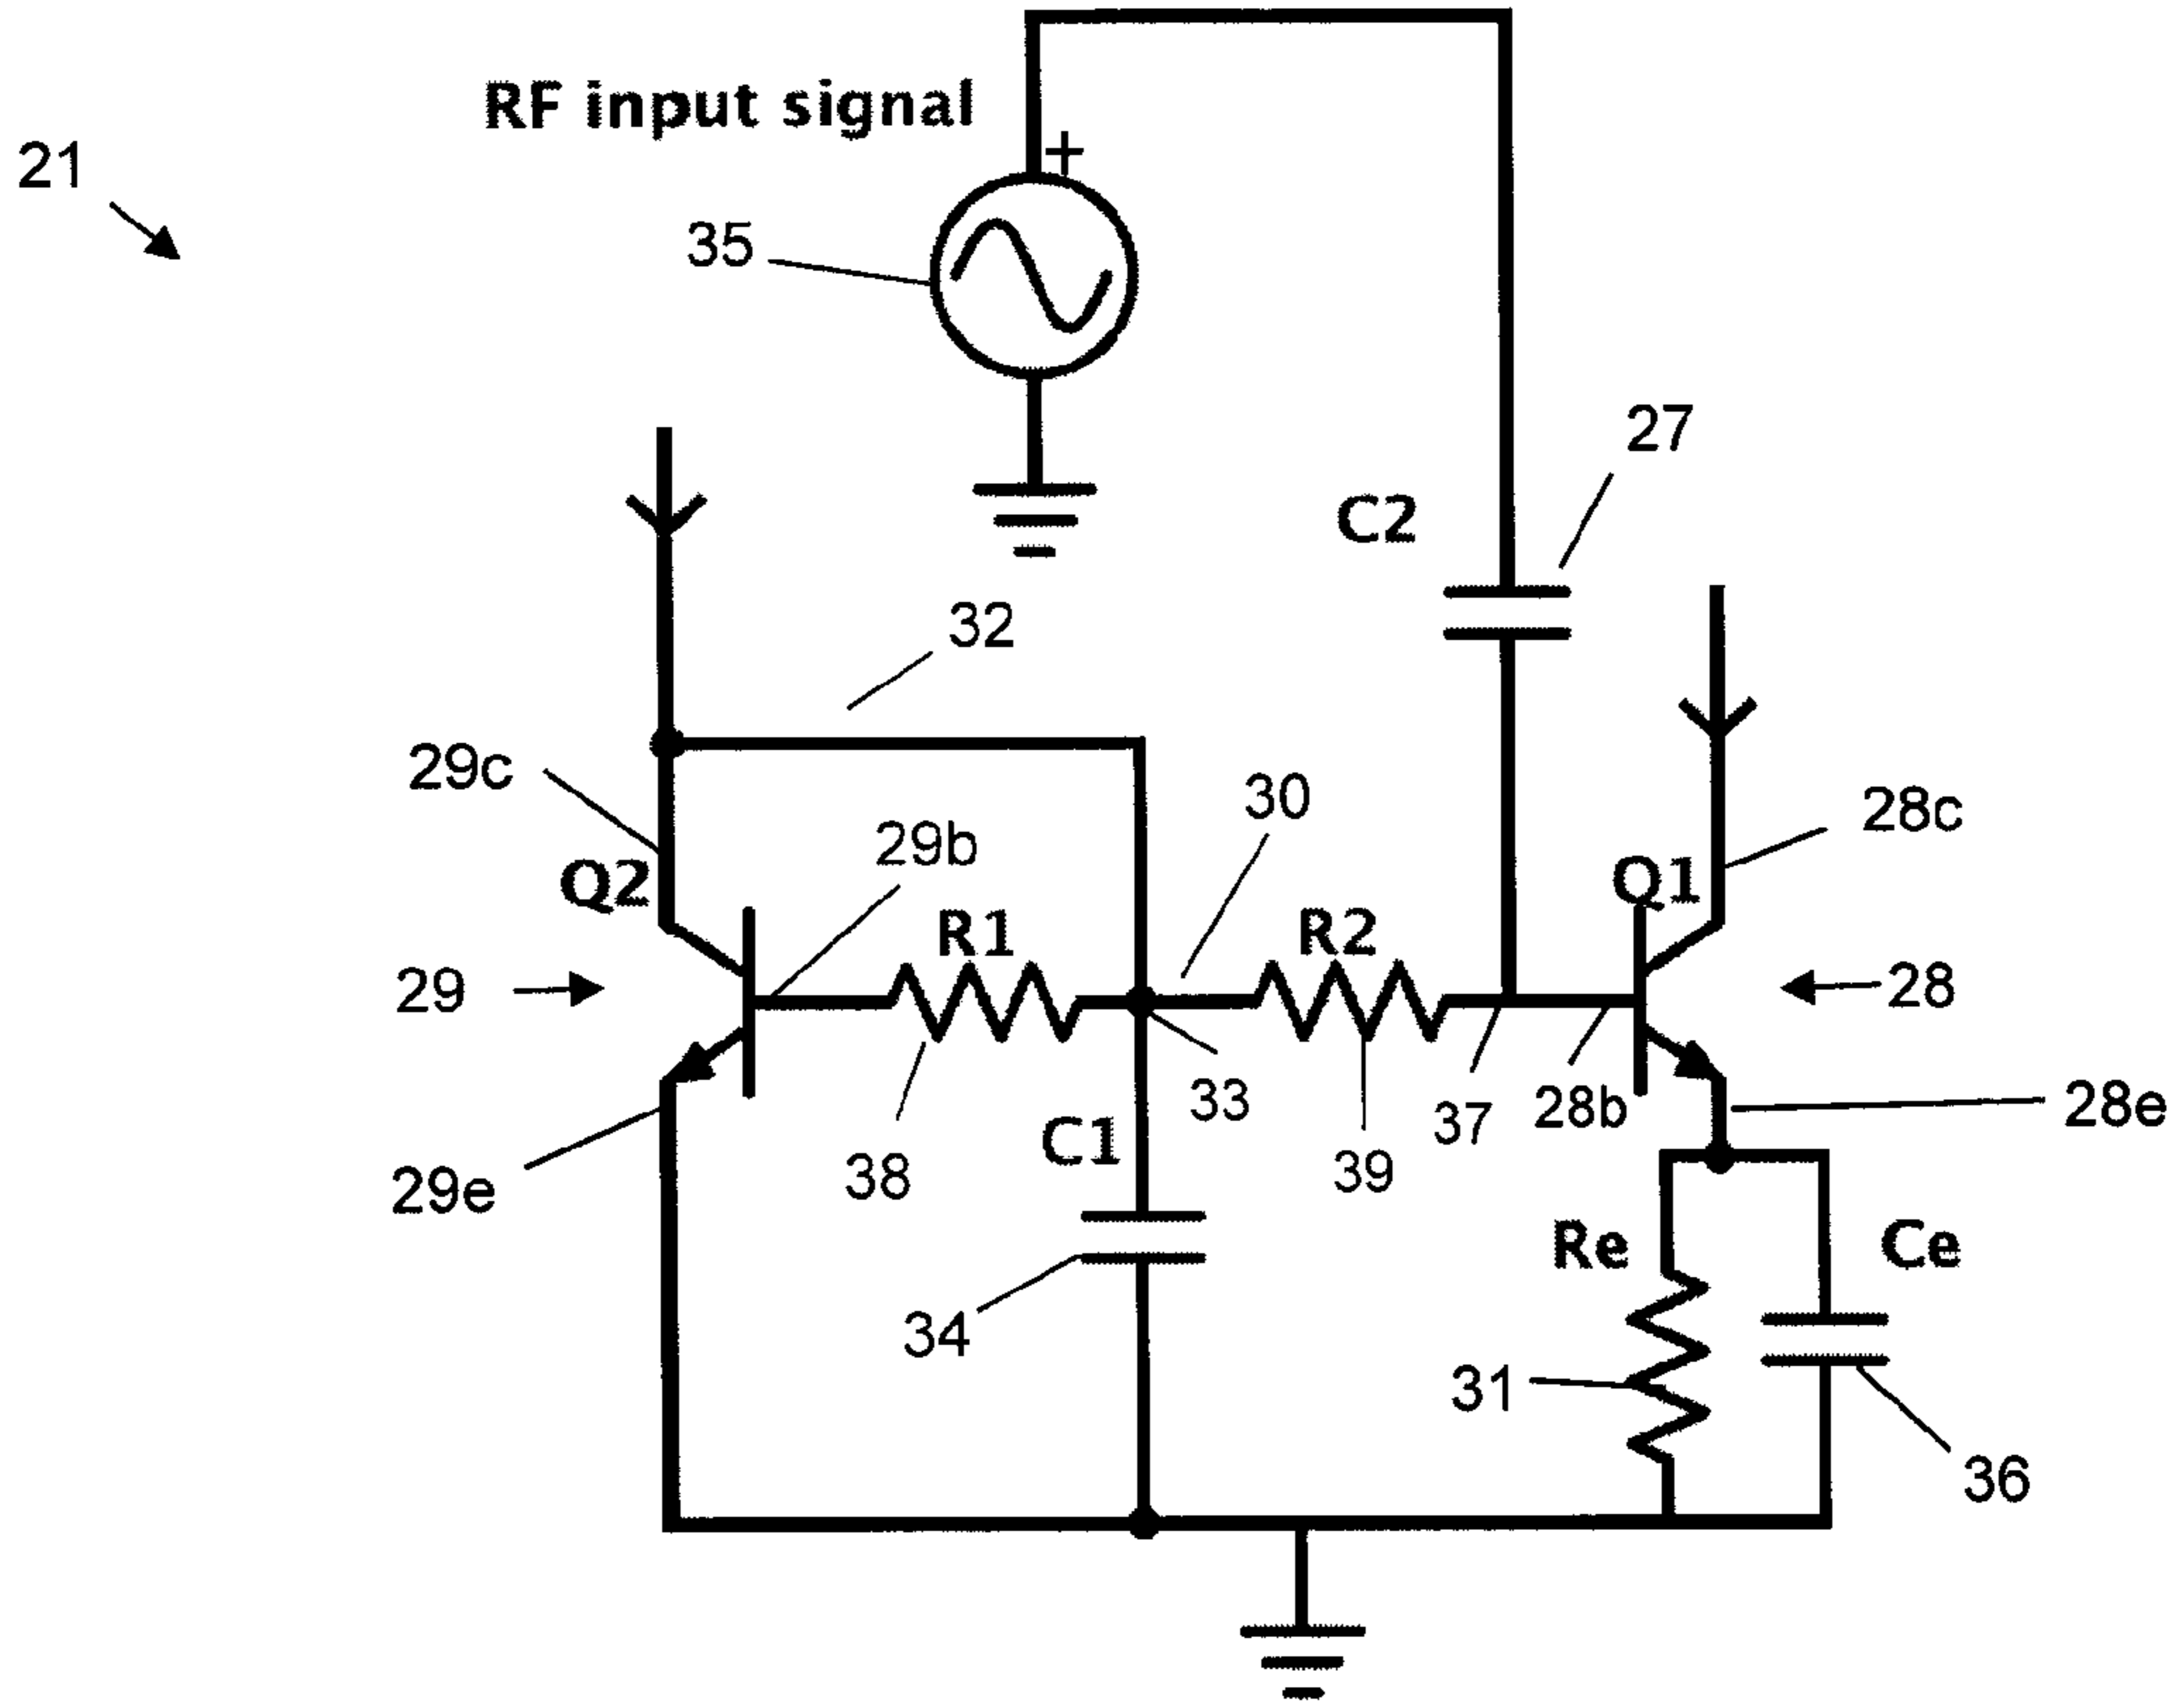 RF input signal
+
21
35
27
C2
32
29c
30
28c
29b
Q2
Q1
R1
R2
29
28
33
37
28b
28e
C1
38
39
29e
Re
Ce
34
31
36